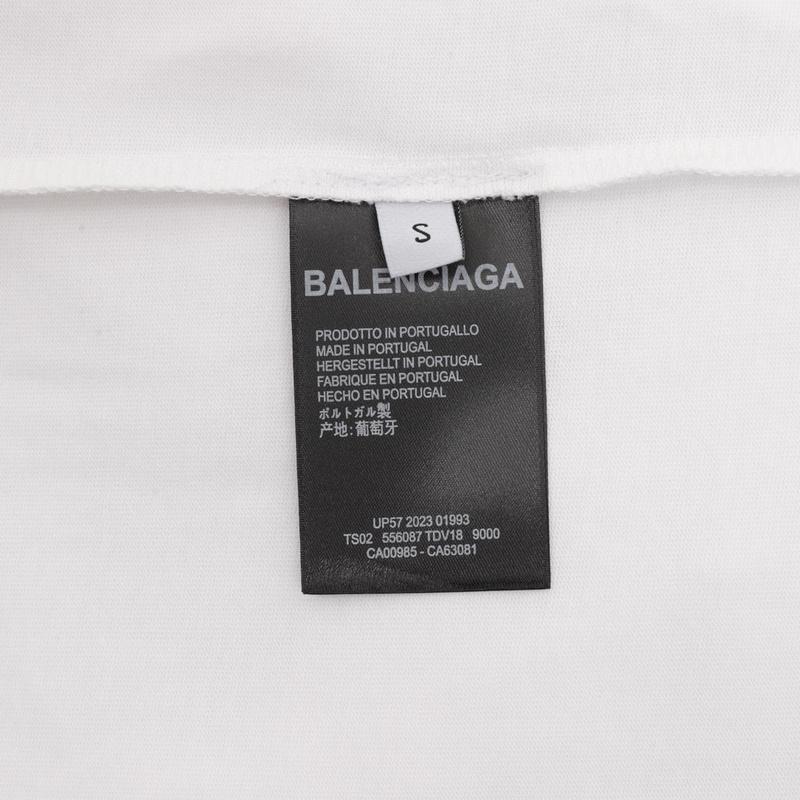 S
BALENCIAGA
PRODOTTO IN PORTUGALLO
MADE IN PORTUGAL
HERGESTELLT IN PORTUGAL
FABRIQUE EN PORTUGAL
HECHO EN PORTUGAL
ポルトガル製
产地:葡萄牙
UP57 2023 01993
TS02 556087 TDV18 9000
CA00985 - CA63081